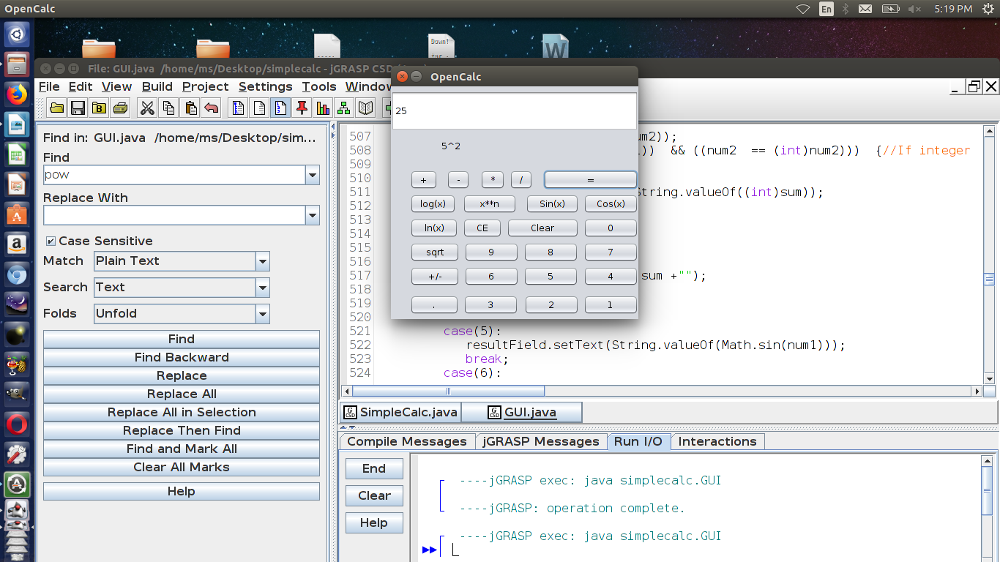 OpenCalc
En
5:19 PM
Down!
tar -
W
File: GUI.java /home/ms/Desktop/simplecalc - jGRASP CSD
File Edit View Build Project Settings Tools Window
Find in: GUI.java /home/ms/Desktop/sim...
Find
pow
Replace With
Case Sensitive
Match Plain Text
Search Text
Folds Unfold
Find
Find Backward
Replace
Replace All
Replace All in Selection
Replace Then Find
Find and Mark All
Clear All Marks
Help
OpenCalc
25
5^2
+ - * / =
log(x) x**n Sin(x) Cos(x)
ln(x) CE Clear 0
sqrt 9 8 7
+/- 6 5 4
. 3 2 1
507 um2));
508 )) && ((num2 == (int)num2))) {//If integer
509
510
511 String.valueOf((int)sum));
512
513
514
515
516
517 sum +"");
518
519
520
521 case(5):
522 resultField.setText(String.valueOf(Math.sin(num1)));
523 break;
524 case(6):
SimpleCalc.java GUI.java
Compile Messages jGRASP Messages Run I/O Interactions
End
Clear
Help
----jGRASP exec: java simplecalc.GUI
----jGRASP: operation complete.
----jGRASP exec: java simplecalc.GUI